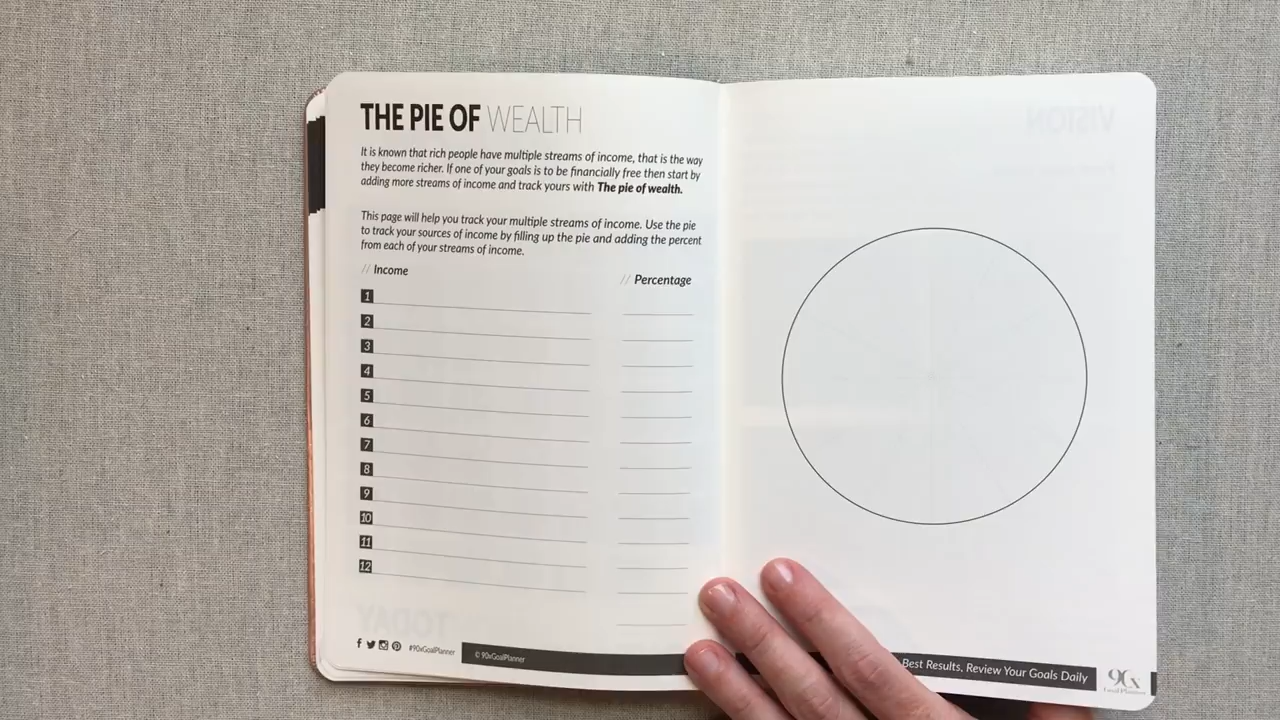 THE PIE OF WEALTH
It is known that rich people have multiple streams of income, that is the way
they become richer. If one of your goals is to be financially free then start by
adding more streams of income and track yours with The pie of wealth.
This page will help you track your multiple streams of income. Use the pie
to track your sources of income by filling up the pie and adding the percent
from each of your streams of income.
// Income
// Percentage
1
2
3
4
5
6
7
8
9
10
11
12
#90xGoalPlanner
© 90xGoalPlanner
Best Results, Review Your Goals Daily
90x
Goal Planner